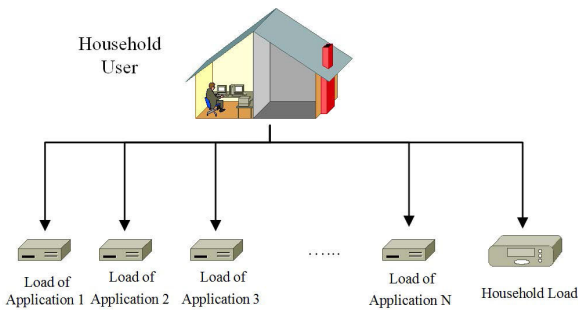 Household
User
......
Load of
Application 1
Load of
Application 2
Load of
Application 3
Load of
Application N
Household Load